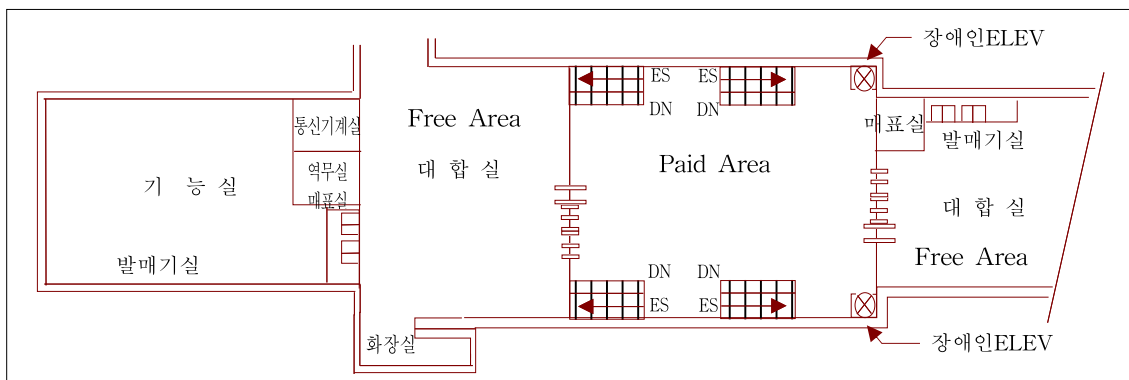 장애인ELEV
ES ES
DN DN
통신기계실
Free Area
매표실
발매기실
기 능 실
역무실
대 합 실
Paid Area
매표실
대 합 실
발매기실
DN DN
Free Area
ES ES
화장실
장애인ELEV